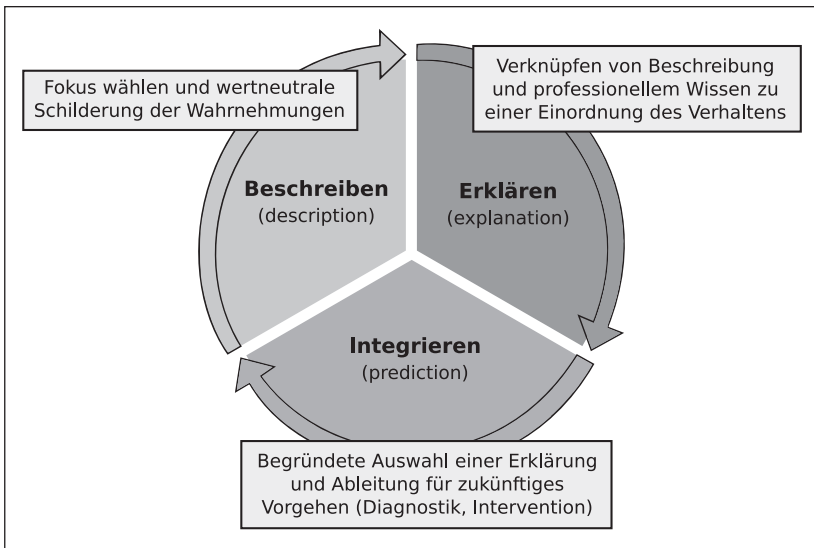 Fokus wählen und wertneutrale
Schilderung der Wahrnehmungen
Verknüpfen von Beschreibung
und professionellem Wissen zu
einer Einordnung des Verhaltens
Beschreiben
(description)
Erklären
(explanation)
Integrieren
(prediction)
Begründete Auswahl einer Erklärung
und Ableitung für zukünftiges
Vorgehen (Diagnostik, Intervention)